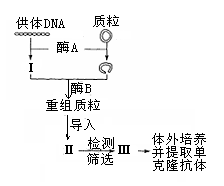 供体DNA 质粒
酶A
I
酶B
重组质粒
导入
II 检测 III 体外培养
筛选 并提取单
克隆抗体